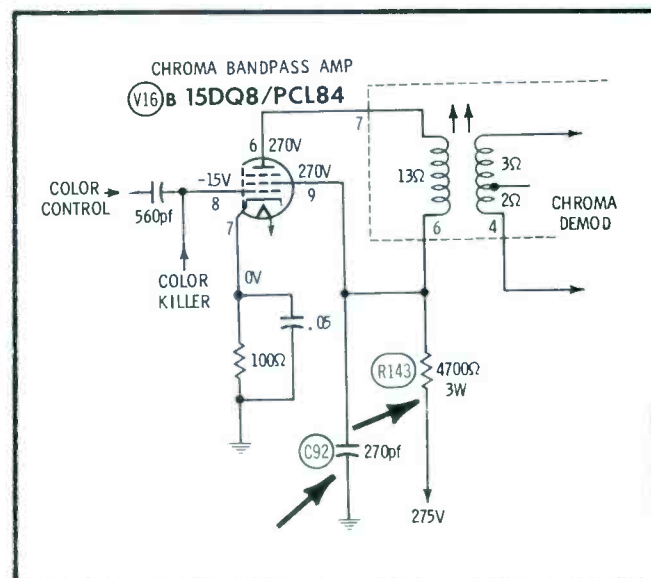 CHROMA BANDPASS AMP
V16 B 15DQ8/PCL84
7
6 270V
270V
-15V
8
9
7
COLOR
CONTROL
560pf
COLOR
KILLER
13Ω
3Ω
2Ω
6
4
CHROMA
DEMOD
0V
.05
100Ω
R143
4700Ω
3W
C92
270pf
275V